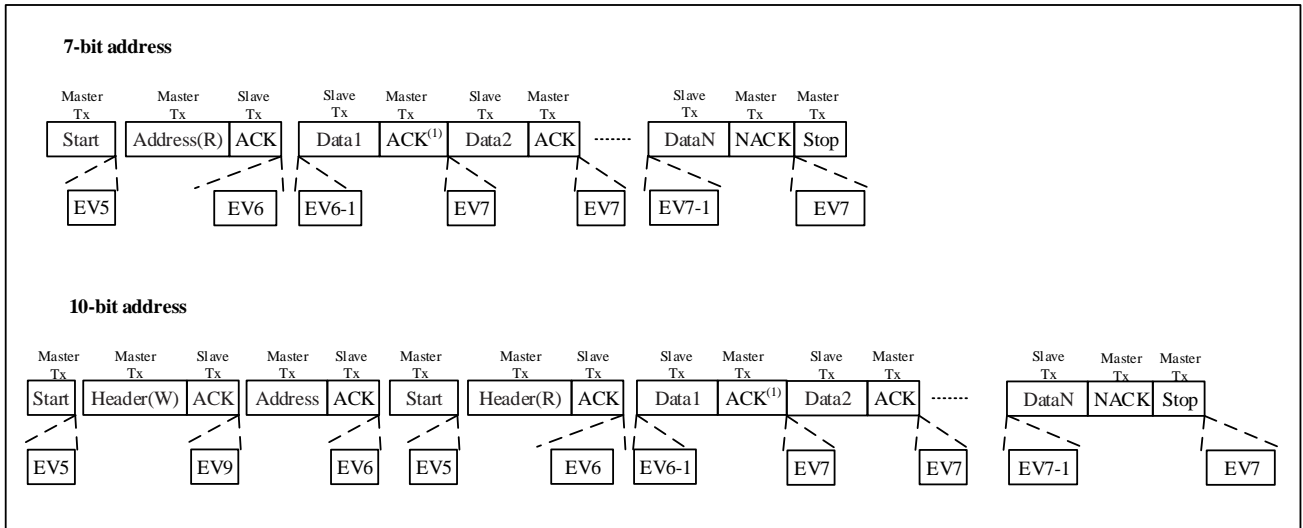 7-bit address
Master Tx Master Tx Slave Tx Slave Tx Master Tx Slave Tx Master Tx Slave Tx Master Tx Master Tx
Start Address(R) ACK Data1 ACK(1) Data2 ACK ........ DataN NACK Stop
EV5 EV6 EV6-1 EV7 EV7 EV7-1 EV7
10-bit address
Master Tx Master Tx Slave Tx Master Tx Slave Tx Master Tx Master Tx Slave Tx Slave Tx Master Tx Slave Tx Master Tx Slave Tx Master Tx Master Tx
Start Header(W) ACK Address ACK Start Header(R) ACK Data1 ACK(1) Data2 ACK ........ DataN NACK Stop
EV5 EV9 EV6 EV5 EV6 EV6-1 EV7 EV7 EV7-1 EV7